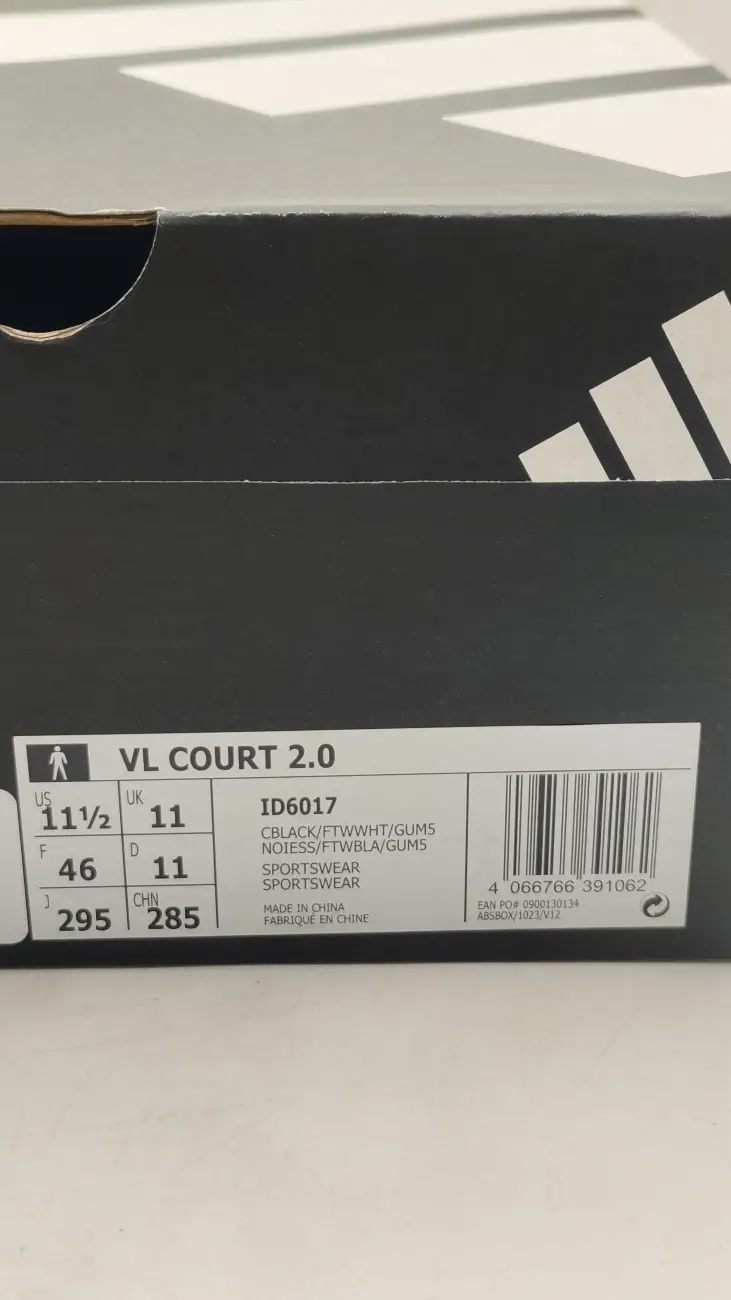 VL COURT 2.0
US
11½
UK
11
F
46
D
11
J
295
CHN
285
ID6017
CBLACK/FTWWHT/GUM5
NOIESS/FTWBLA/GUM5
SPORTSWEAR
SPORTSWEAR
MADE IN CHINA
FABRIQUÉ EN CHINE
4 066766 391062
EAN PO# 0900130134
ABSBOX/1023/V12